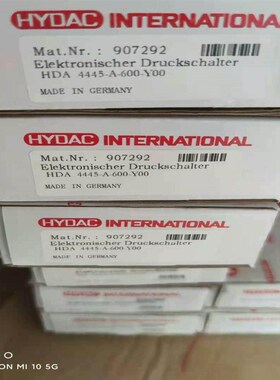 HYDAC INTERNATIONAL
Mat.Nr.: 907292
Elektronischer Druckschalter
HDA 4445-A-600-Y00
MADE IN GERMANY
HYDAC INTERNATIONAL
Mat.Nr.: 907292
Elektronischer Druckschalter
HDA 4445-A-600-Y00
MADE IN GERMANY
HYDAC INTERNATIONAL
Mat.Nr.: 907292
Elektronischer Druckschalter
HDA 4445-A-600-Y00
MADE IN GERMANY
ON MI 10 5G